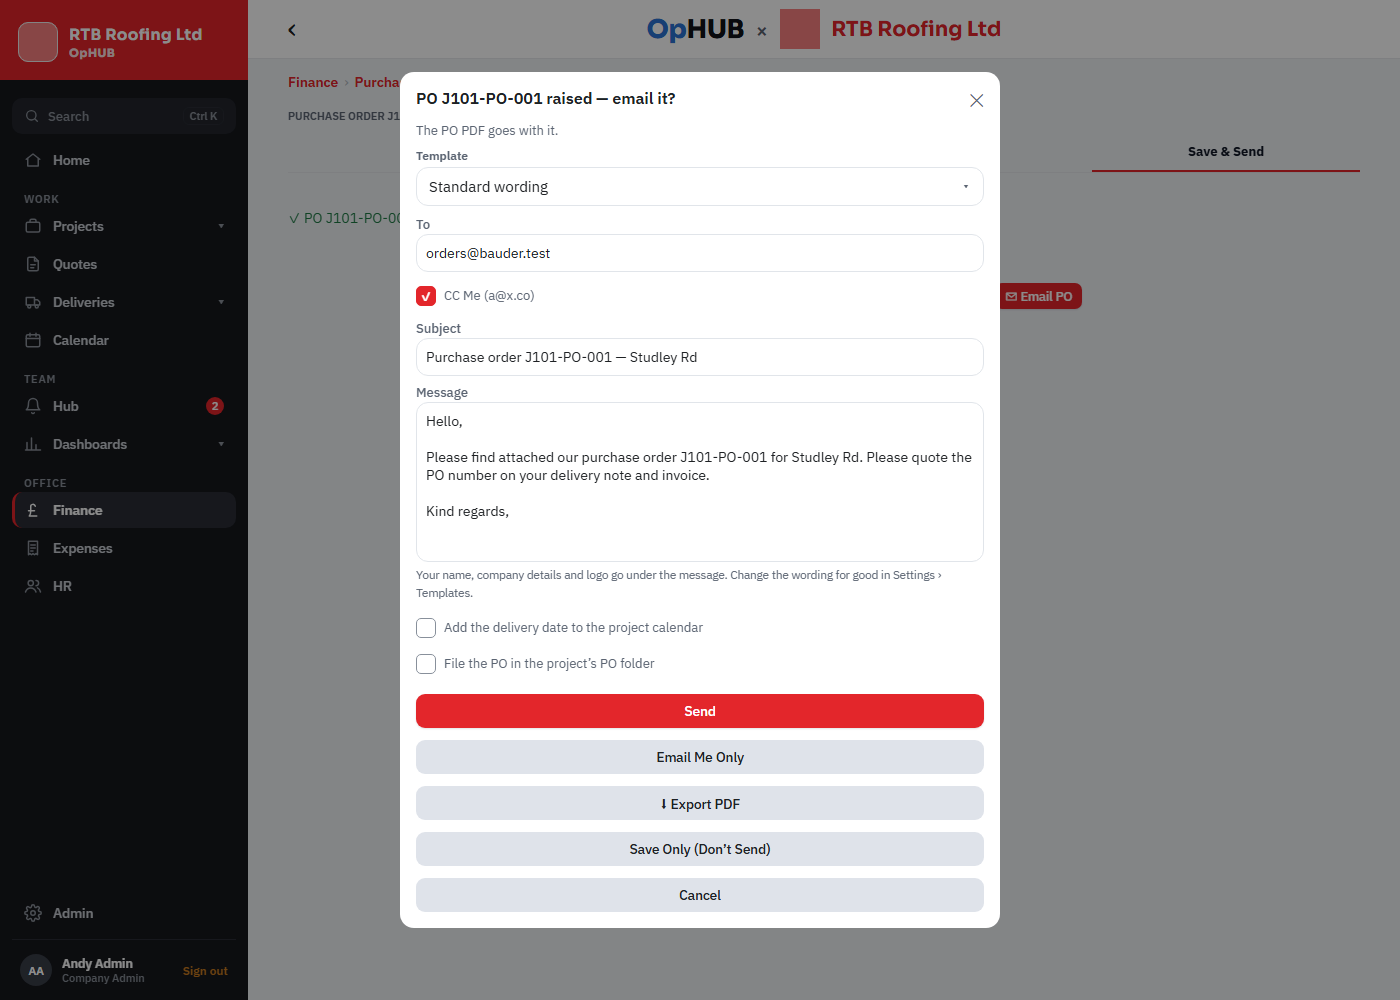 RTB Roofing Ltd
OpHUB
OpHUB × RTB Roofing Ltd
Search Ctrl K
Home
WORK
Projects
Quotes
Deliveries
Calendar
TEAM
Hub 2
Dashboards
OFFICE
Finance
Expenses
HR
Admin
AA Andy Admin
Company Admin
Sign out
Finance › Purcha
PURCHASE ORDER J1
Save & Send
✓ PO J101-PO-00
Email PO
PO J101-PO-001 raised — email it?
The PO PDF goes with it.
Template
Standard wording
To
orders@bauder.test
CC Me (a@x.co)
Subject
Purchase order J101-PO-001 — Studley Rd
Message
Hello,
Please find attached our purchase order J101-PO-001 for Studley Rd. Please quote the
PO number on your delivery note and invoice.
Kind regards,
Your name, company details and logo go under the message. Change the wording for good in Settings ›
Templates.
Add the delivery date to the project calendar
File the PO in the project’s PO folder
Send
Email Me Only
⭳ Export PDF
Save Only (Don’t Send)
Cancel